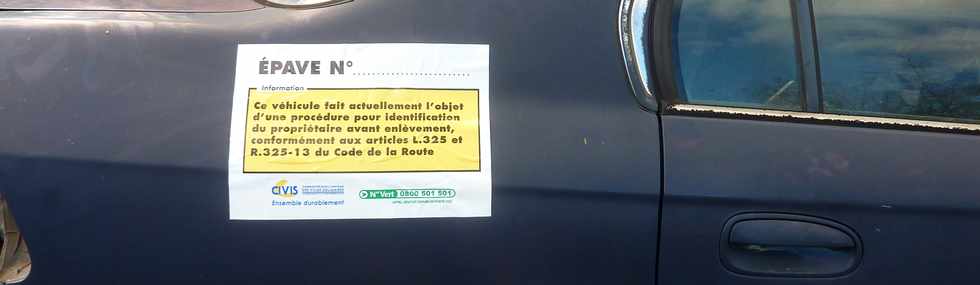 ÉPAVE N°........................
Information
Ce véhicule fait actuellement l'objet
d'une procédure pour identification
du propriétaire avant enlèvement,
conformément aux articles L.325 et
R.325-13 du Code de la Route
CIVIS
Ensemble durablement
N° Vert 0800 501 501